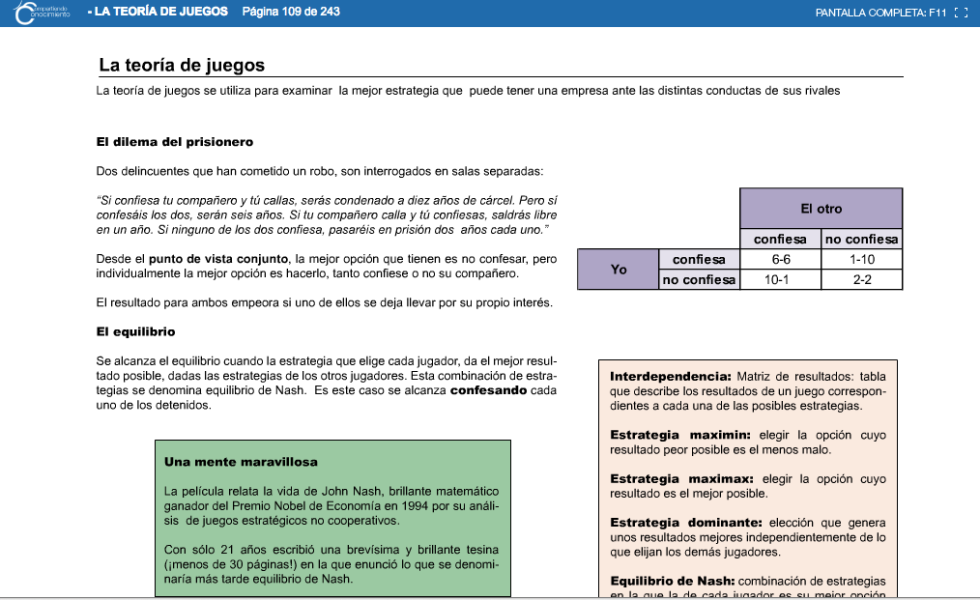 Compartiendo
Conocimiento
- LA TEORÍA DE JUEGOS Página 109 de 243
PANTALLA COMPLETA: F11
La teoría de juegos
La teoría de juegos se utiliza para examinar la mejor estrategia que puede tener una empresa ante las distintas conductas de sus rivales
El dilema del prisionero
Dos delincuentes que han cometido un robo, son interrogados en salas separadas:
“Si confiesa tu compañero y tú callas, serás condenado a diez años de cárcel. Pero si
confesáis los dos, serán seis años. Si tu compañero calla y tú confiesas, saldrás libre
en un año. Si ninguno de los dos confiesa, pasaréis en prisión dos años cada uno.”
Desde el punto de vista conjunto, la mejor opción que tienen es no confesar, pero
individualmente la mejor opción es hacerlo, tanto confiese o no su compañero.
El resultado para ambos empeora si uno de ellos se deja llevar por su propio interés.
El otro
confiesa no confiesa
Yo confiesa 6-6 1-10
no confiesa 10-1 2-2
El equilibrio
Se alcanza el equilibrio cuando la estrategia que elige cada jugador, da el mejor resul-
tado posible, dadas las estrategias de los otros jugadores. Esta combinación de estra-
tegias se denomina equilibrio de Nash. Es este caso se alcanza confesando cada
uno de los detenidos.
Una mente maravillosa
La película relata la vida de John Nash, brillante matemático
ganador del Premio Nobel de Economía en 1994 por su análi-
sis de juegos estratégicos no cooperativos.
Con sólo 21 años escribió una brevísima y brillante tesina
(¡menos de 30 páginas!) en la que enunció lo que se denomi-
naría más tarde equilibrio de Nash.
Interdependencia: Matriz de resultados: tabla
que describe los resultados de un juego correspon-
dientes a cada una de las posibles estrategias.
Estrategia maximin: elegir la opción cuyo
resultado peor posible es el menos malo.
Estrategia maximax: elegir la opción cuyo
resultado es el mejor posible.
Estrategia dominante: elección que genera
unos resultados mejores independientemente de lo
que elijan los demás jugadores.
Equilibrio de Nash: combinación de estrategias
en la que la de cada jugador es su mejor opción